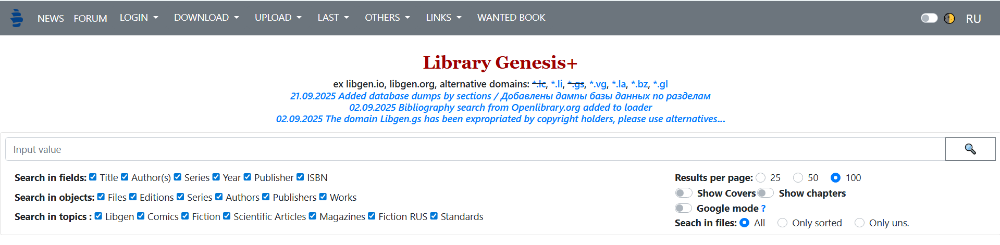 NEWS FORUM LOGIN DOWNLOAD UPLOAD LAST OTHERS LINKS WANTED BOOK RU
Library Genesis+
ex libgen.io, libgen.org, alternative domains: *.lc, *.li, *.gs, *.vg, *.la, *.bz, *.gl
21.09.2025 Added database dumps by sections / Добавлены дампы базы данных по разделам
02.09.2025 Bibliography search from Openlibrary.org added to loader
02.09.2025 The domain Libgen.gs has been expropriated by copyright holders, please use alternatives...
Input value
Search in fields: Title Author(s) Series Year Publisher ISBN
Search in objects: Files Editions Series Authors Publishers Works
Search in topics : Libgen Comics Fiction Scientific Articles Magazines Fiction RUS Standards
Results per page: 25 50 100
Show Covers Show chapters
Google mode ?
Seach in files: All Only sorted Only uns.